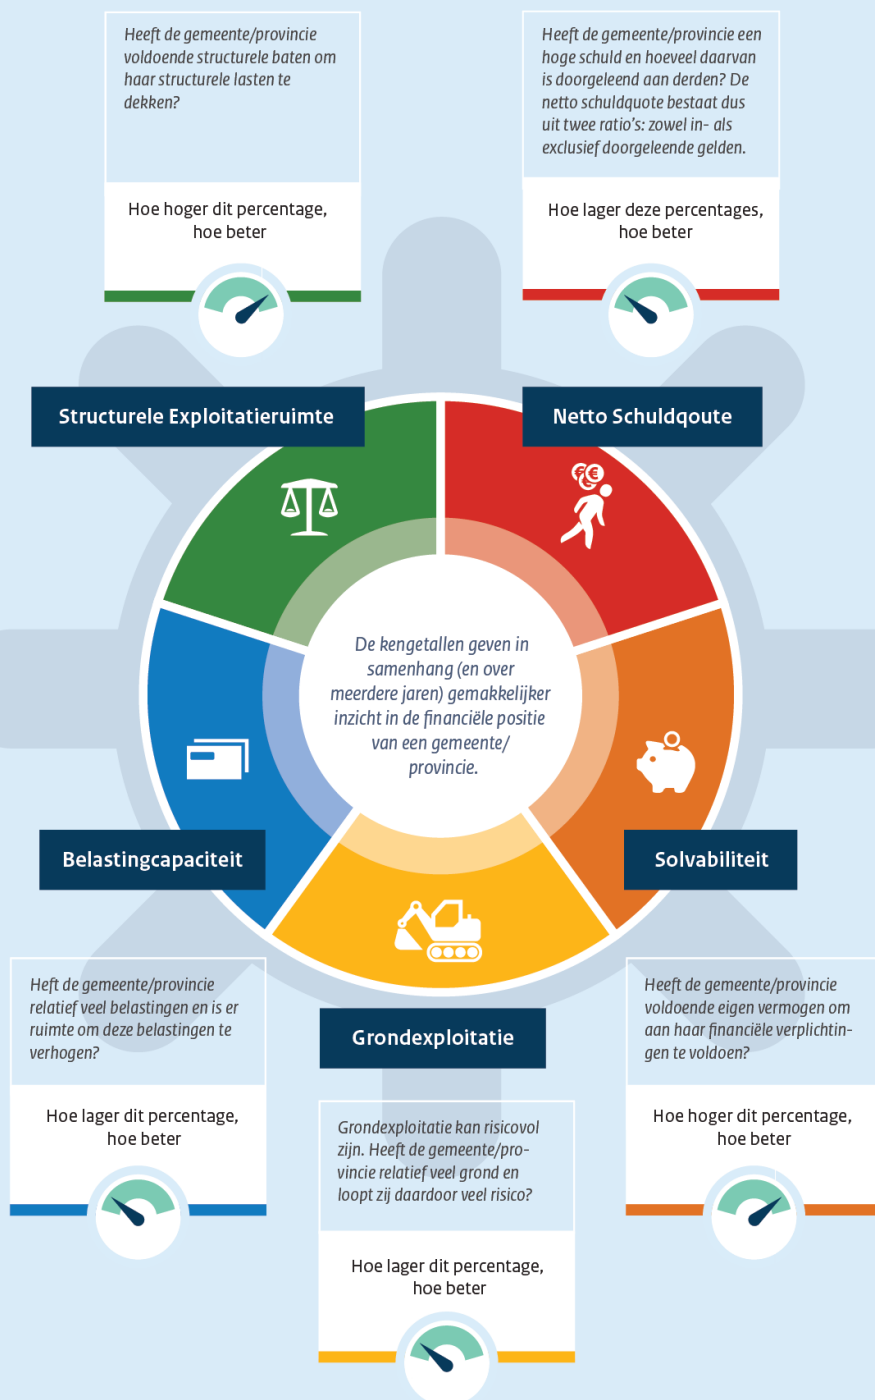 Heeft de gemeente/provincie
voldoende structurele baten om
haar structurele lasten te
dekken?
Hoe hoger dit percentage,
hoe beter
Heeft de gemeente/provincie een
hoge schuld en hoeveel daarvan
is doorgeleend aan derden? De
netto schuldquote bestaat dus
uit twee ratio's: zowel in- als
exclusief doorgeleende gelden.
Hoe lager deze percentages,
hoe beter
Structurele Exploitatieruimte
Netto Schuldqoute
€€€
De kengetallen geven in
samenhang (en over
meerdere jaren) gemakkelijker
inzicht in de financiële positie
van een gemeente/
provincie.
Belastingcapaciteit
Solvabiliteit
Heft de gemeente/provincie
relatief veel belastingen en is er
ruimte om deze belastingen te
verhogen?
Hoe lager dit percentage,
hoe beter
Grondexploitatie
Grondexploitatie kan risicovol
zijn. Heeft de gemeente/pro-
vincie relatief veel grond en
loopt zij daardoor veel risico?
Hoe lager dit percentage,
hoe beter
Heeft de gemeente/provincie
voldoende eigen vermogen om
aan haar financiële verplichtin-
gen te voldoen?
Hoe hoger dit percentage,
hoe beter